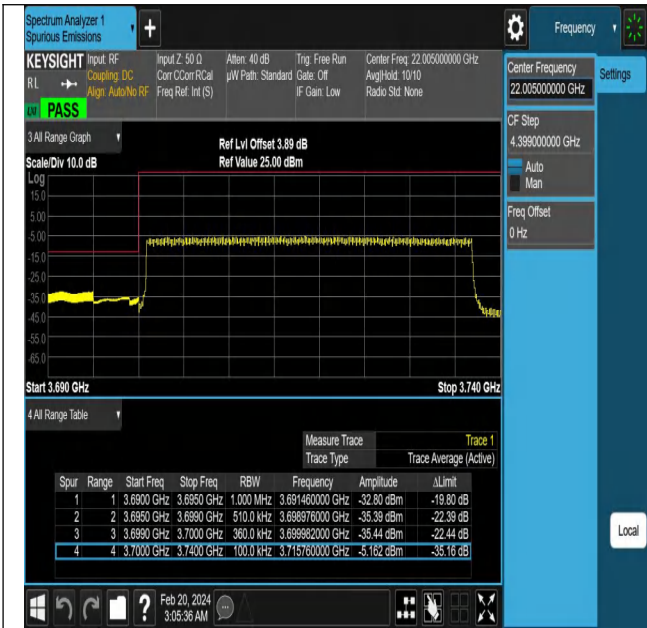 Spectrum Analyzer 1
Spurious Emissions
+
Frequency
KEYSIGHT Input: RF Input Z: 50 Ω Atten: 40 dB Trig: Free Run Center Freq: 22.005000000 GHz
RL Coupling: DC Corr CCorr RCal µW Path: Standard Gate: Off Avg|Hold: 10/10
Align: Auto/No RF Freq Ref: Int (S) IF Gain: Low Radio Std: None
PASS
Center Frequency
22.005000000 GHz
Settings
CF Step
4.399000000 GHz
Auto
Man
Freq Offset
0 Hz
3 All Range Graph
Ref Lvl Offset 3.89 dB
Scale/Div 10.0 dB Ref Value 25.00 dBm
Log
15.0
5.00
-5.00
-15.0
-25.0
-35.0
-45.0
-55.0
-65.0
Start 3.690 GHz Stop 3.740 GHz
4 All Range Table
Measure Trace Trace 1
Trace Type Trace Average (Active)
Spur Range Start Freq Stop Freq RBW Frequency Amplitude ∆Limit
1 1 3.6900 GHz 3.6950 GHz 1.000 MHz 3.691460000 GHz -32.80 dBm -19.80 dB
2 2 3.6950 GHz 3.6990 GHz 510.0 kHz 3.698976000 GHz -35.39 dBm -22.39 dB
3 3 3.6990 GHz 3.7000 GHz 360.0 kHz 3.699982000 GHz -35.44 dBm -22.44 dB
4 4 3.7000 GHz 3.7400 GHz 100.0 kHz 3.715760000 GHz -5.162 dBm -35.16 dB
Local
? Feb 20, 2024
3:05:36 AM